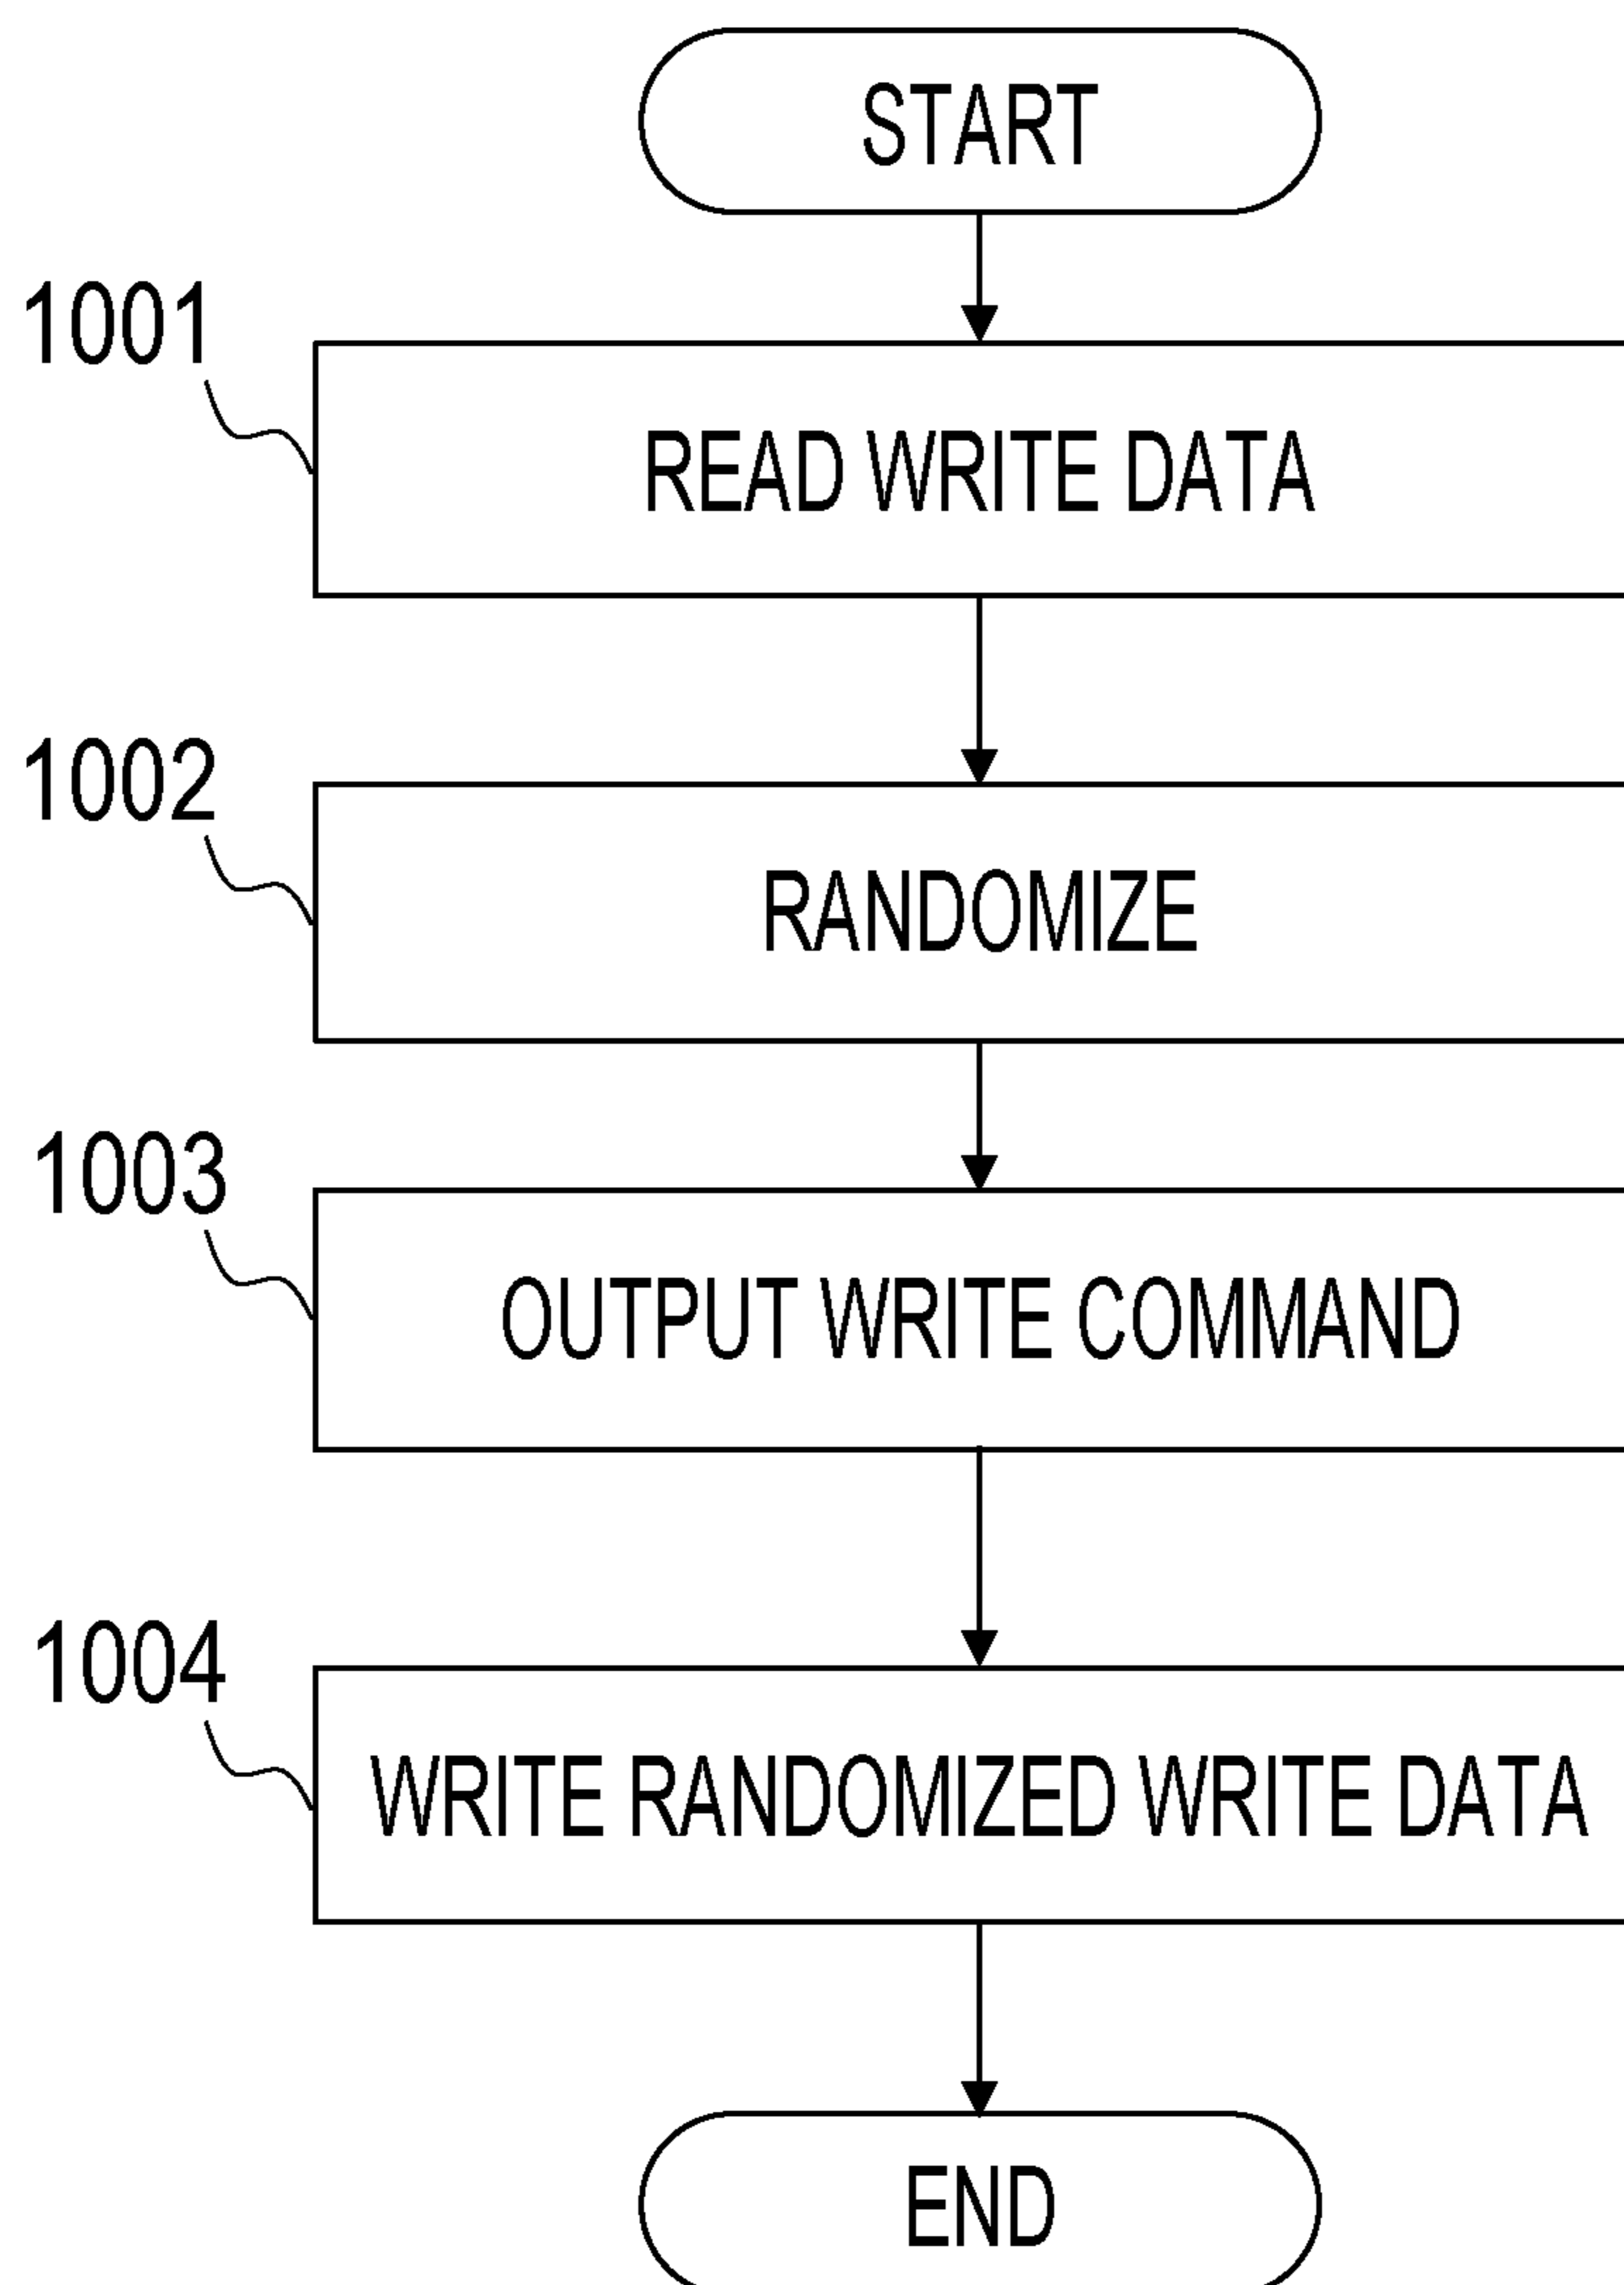 START
1001
READ WRITE DATA
1002
RANDOMIZE
1003
OUTPUT WRITE COMMAND
1004
WRITE RANDOMIZED WRITE DATA
END